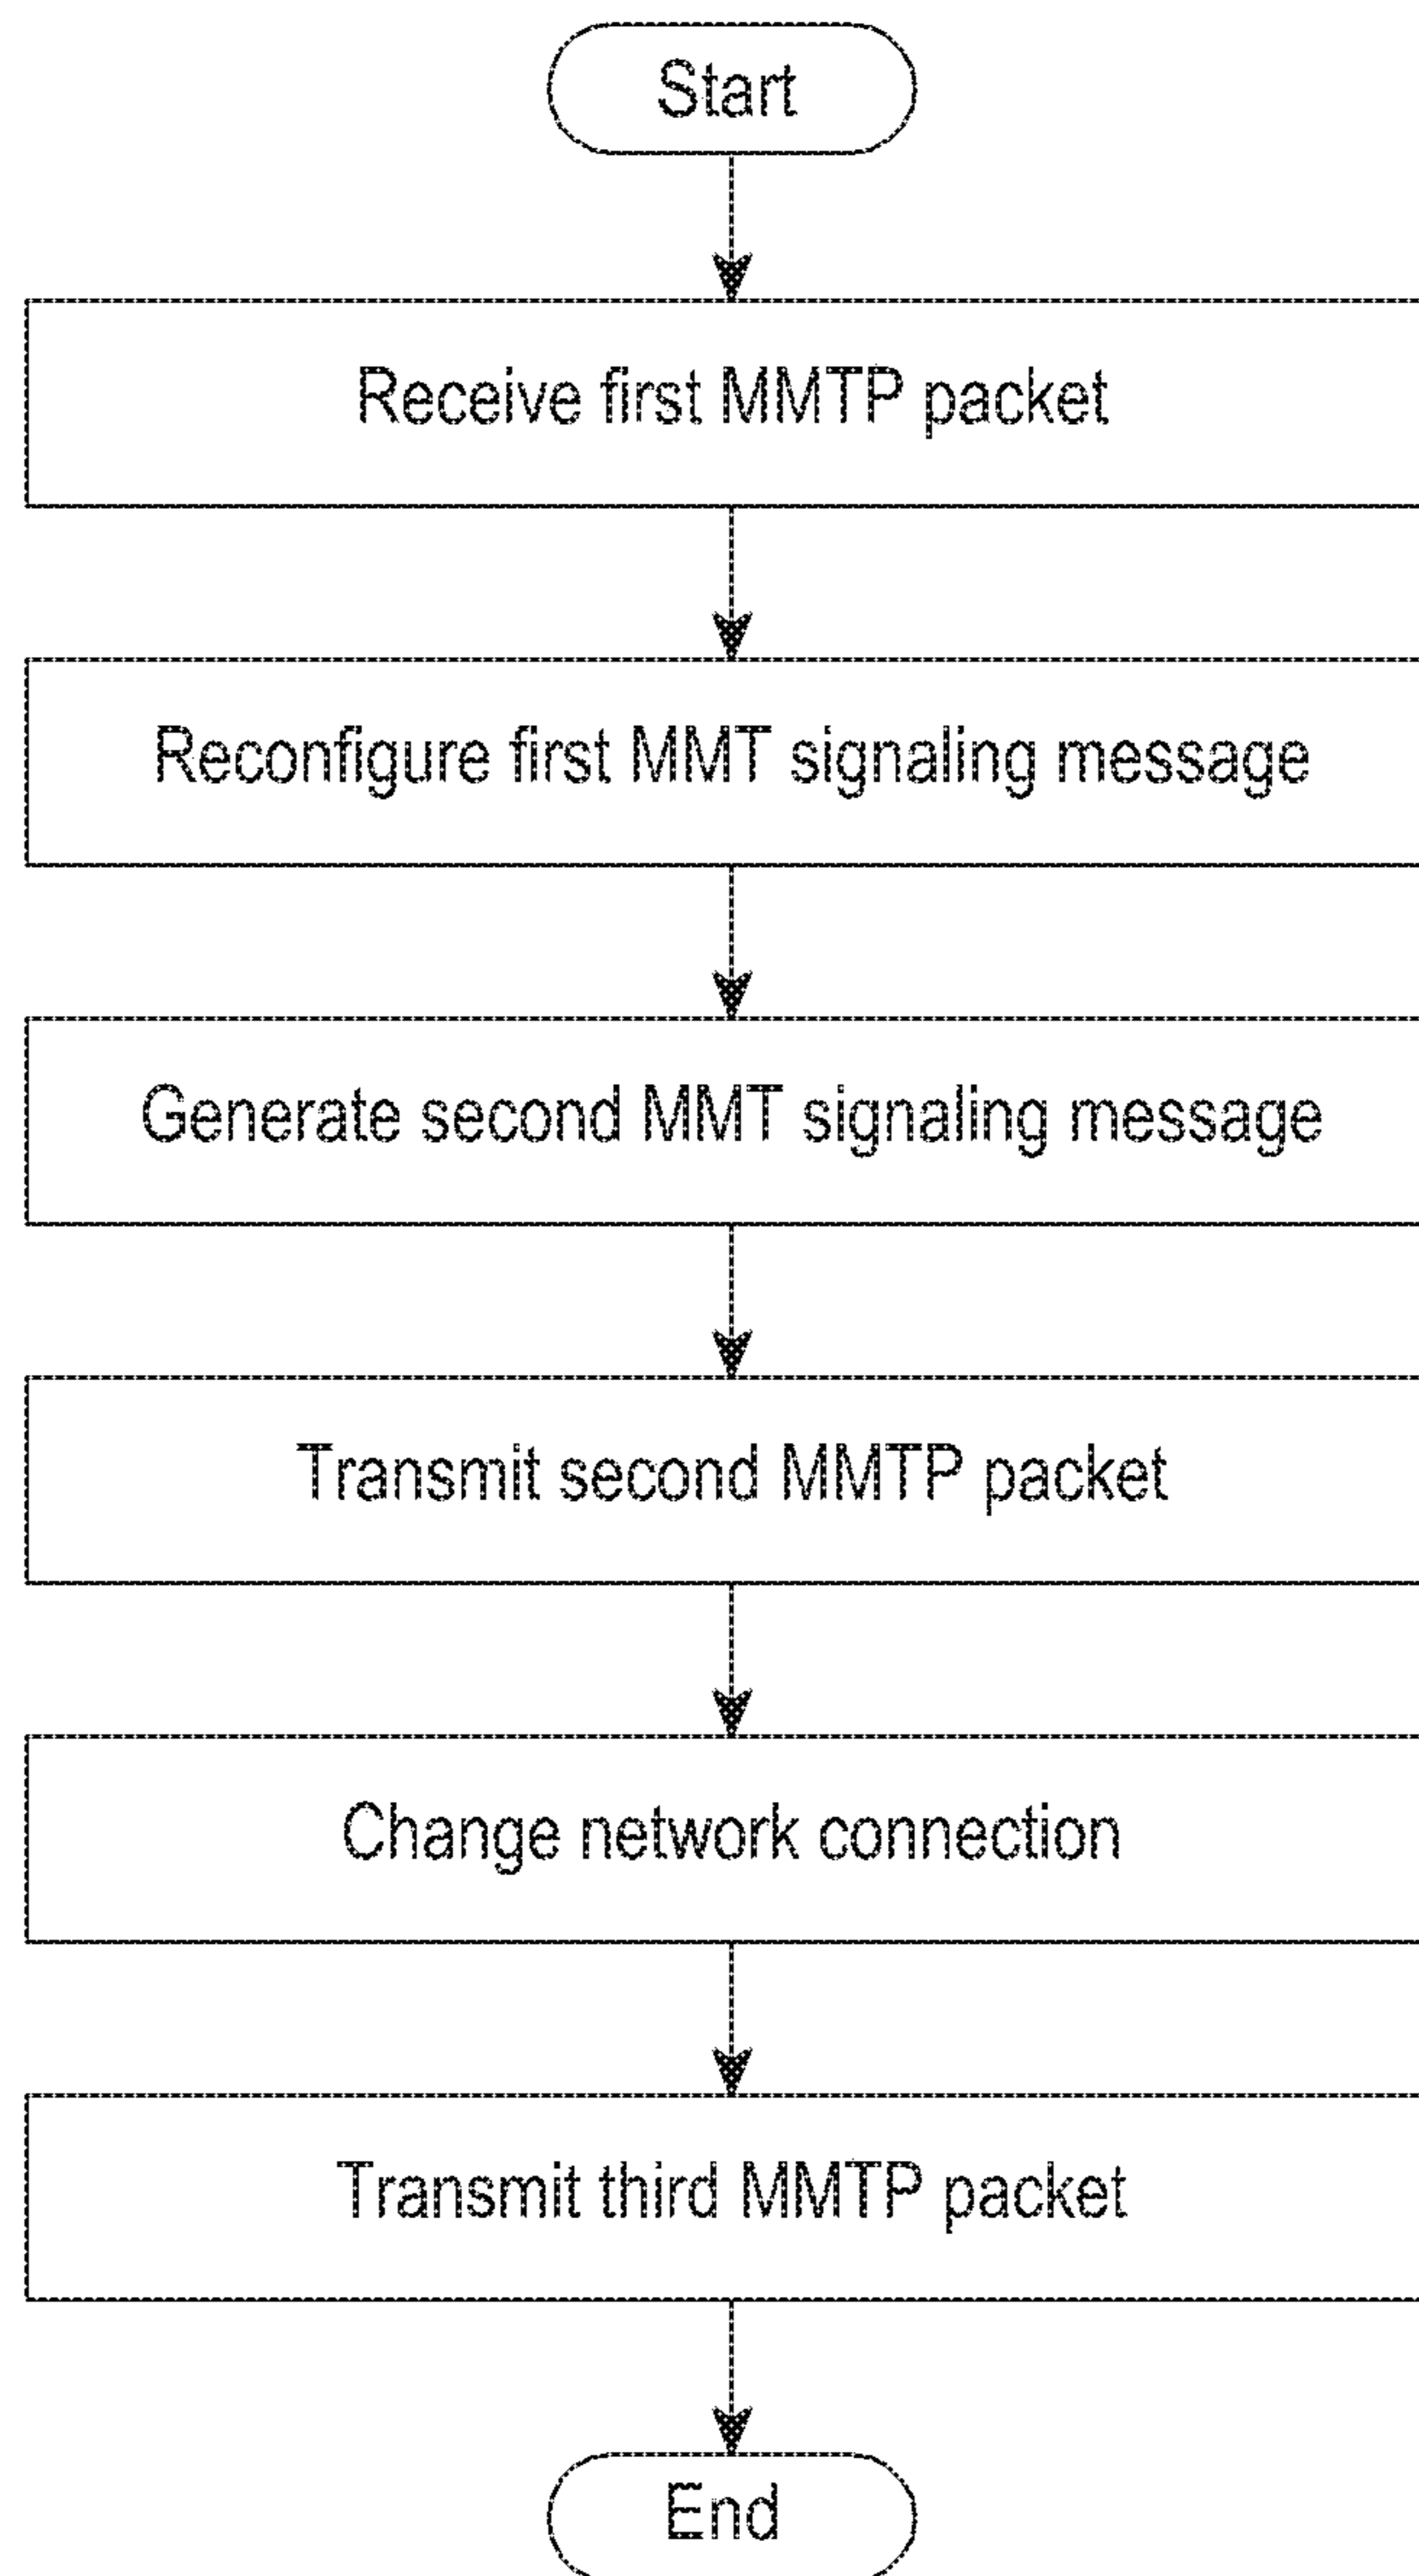 Start
Receive first MMTP packet
Reconfigure first MMT signaling message
Generate second MMT signaling message
Transmit second MMTP packet
Change network connection
Transmit third MMTP packet
End